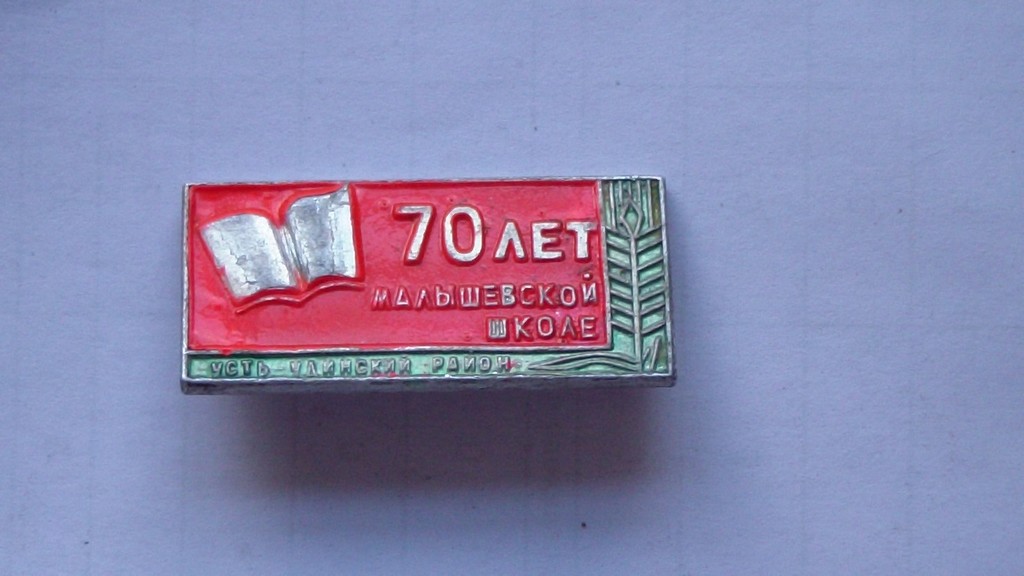 70 ЛЕТ
МАЛЫШЕВСКОЙ
ШКОЛЕ
УСТЬ УДИНСКИЙ РАЙОН